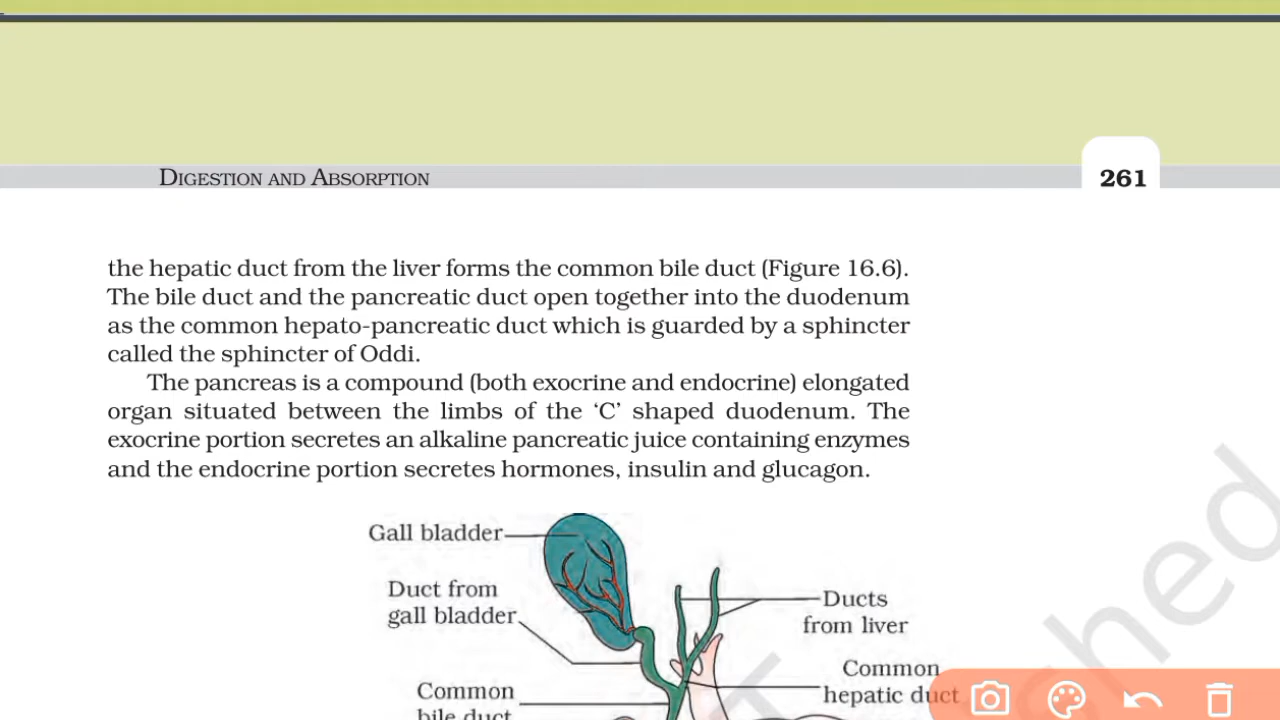 DIGESTION AND ABSORPTION
261
the hepatic duct from the liver forms the common bile duct (Figure 16.6).
The bile duct and the pancreatic duct open together into the duodenum
as the common hepato-pancreatic duct which is guarded by a sphincter
called the sphincter of Oddi.
The pancreas is a compound (both exocrine and endocrine) elongated
organ situated between the limbs of the ‘C’ shaped duodenum. The
exocrine portion secretes an alkaline pancreatic juice containing enzymes
and the endocrine portion secretes hormones, insulin and glucagon.
Gall bladder
Duct from
gall bladder
Ducts
from liver
Common
hepatic duct
Common
bile duct